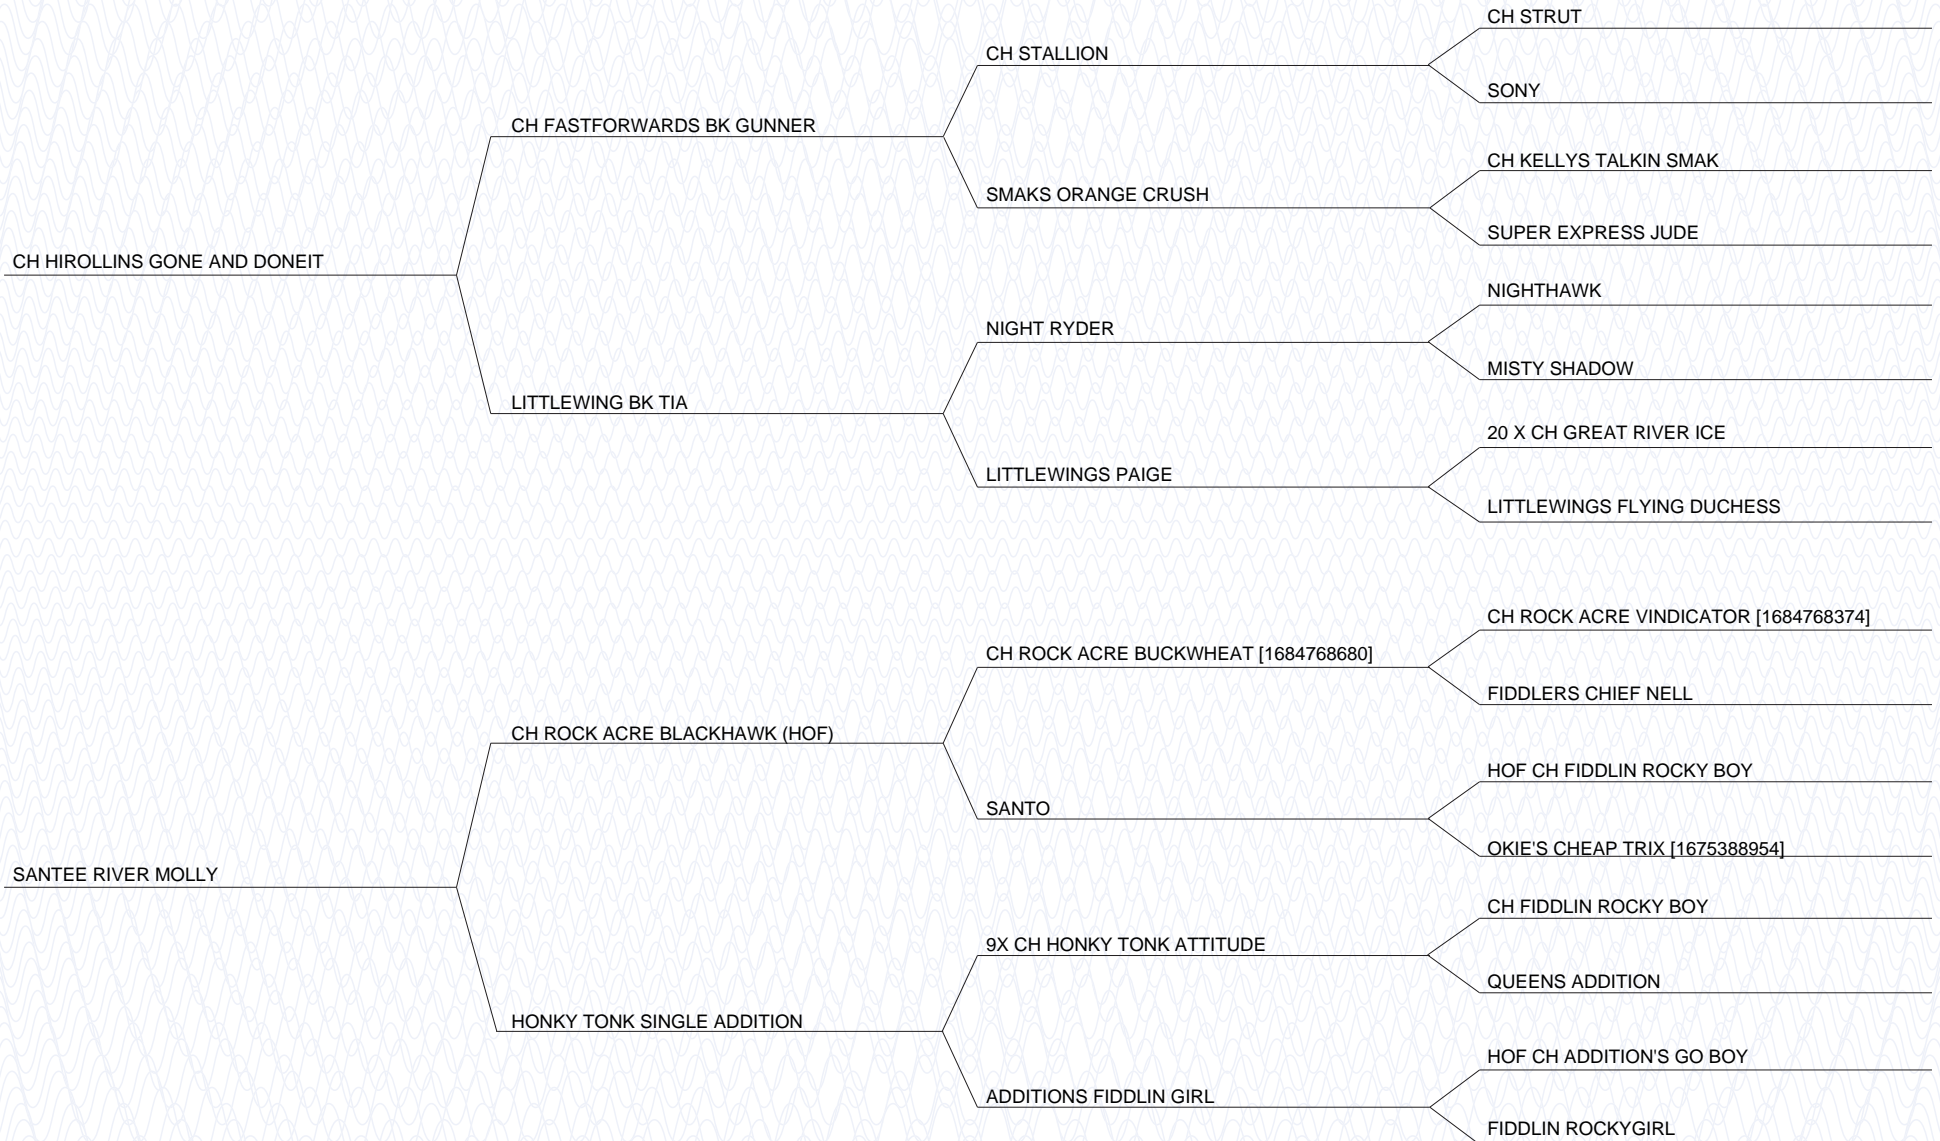 CH STRUT
CH STALLION
SONY
CH FASTFORWARDS BK GUNNER
CH KELLYS TALKIN SMAK
SMAKS ORANGE CRUSH
SUPER EXPRESS JUDE
CH HIROLLINS GONE AND DONEIT
NIGHTHAWK
NIGHT RYDER
MISTY SHADOW
LITTLEWING BK TIA
20 X CH GREAT RIVER ICE
LITTLEWINGS PAIGE
LITTLEWINGS FLYING DUCHESS
CH ROCK ACRE VINDICATOR [1684768374]
CH ROCK ACRE BUCKWHEAT [1684768680]
FIDDLERS CHIEF NELL
CH ROCK ACRE BLACKHAWK (HOF)
HOF CH FIDDLIN ROCKY BOY
SANTO
OKIE'S CHEAP TRIX [1675388954]
SANTEE RIVER MOLLY
CH FIDDLIN ROCKY BOY
9X CH HONKY TONK ATTITUDE
QUEENS ADDITION
HONKY TONK SINGLE ADDITION
HOF CH ADDITION'S GO BOY
ADDITIONS FIDDLIN GIRL
FIDDLIN ROCKYGIRL